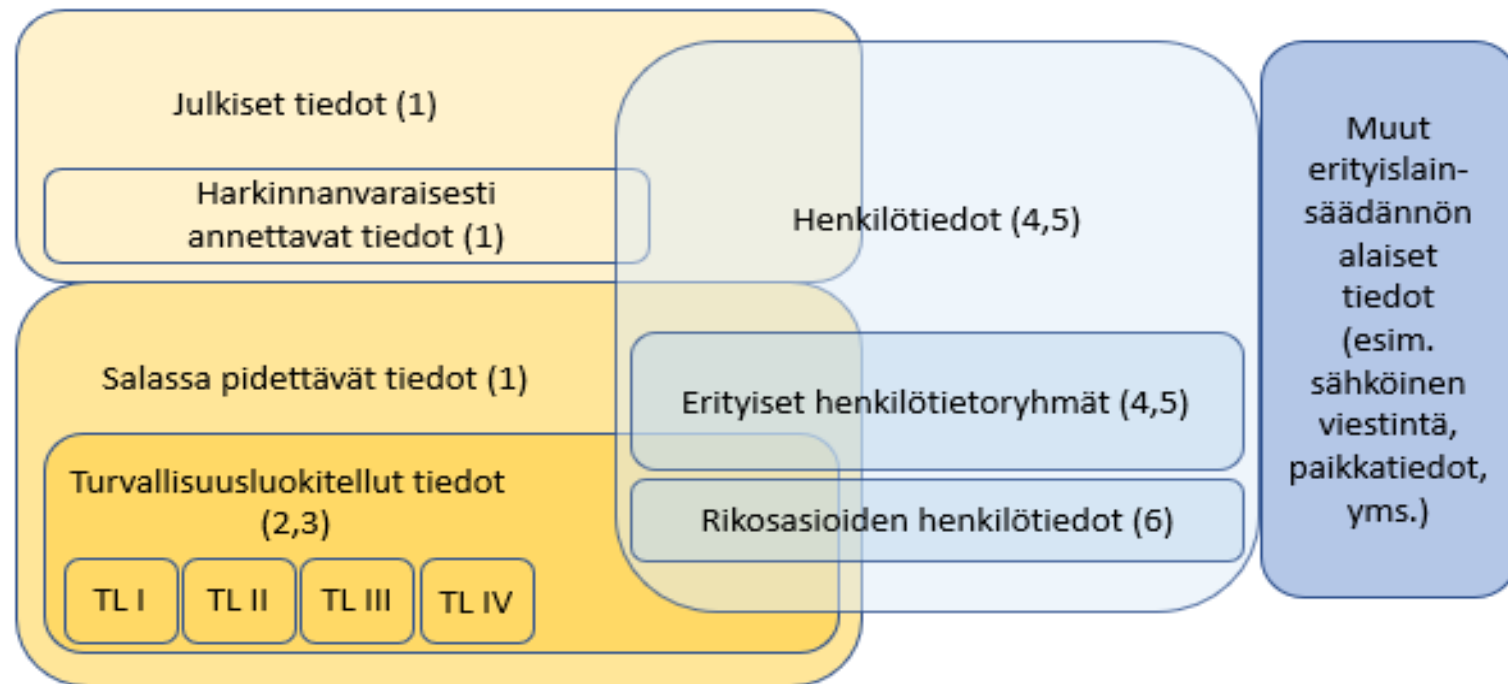 Julkiset tiedot (1)
Harkinnanvaraisesti
annettavat tiedot (1)
Salassa pidettävät tiedot (1)
Turvallisuusluokitellut tiedot
(2,3)
TL I
TL II
TL III
TL IV
Henkilötiedot (4,5)
Erityiset henkilötietoryhmät (4,5)
Rikosasioiden henkilötiedot (6)
Muut
erityislain-
säädännön
alaiset
tiedot
(esim.
sähköinen
viestintä,
paikkatiedot,
yms.)